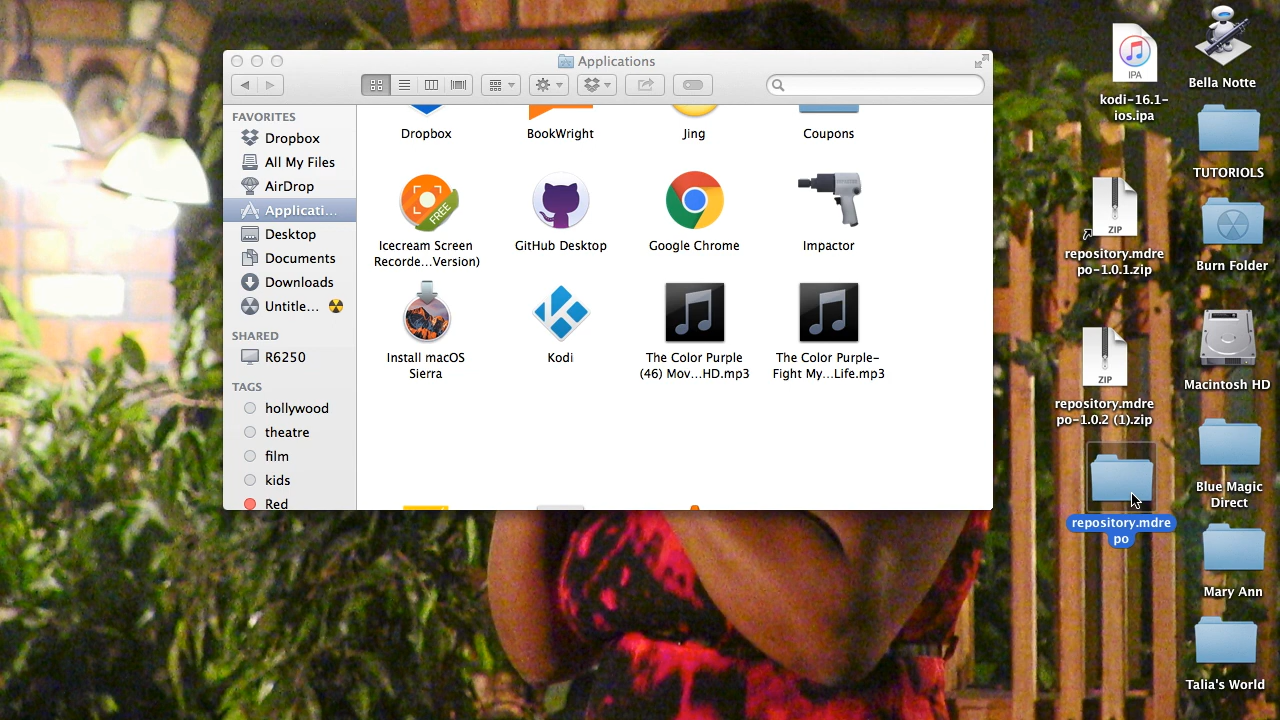 Applications
FAVORITES
Dropbox
All My Files
AirDrop
Applicati...
Desktop
Documents
Downloads
Untitle...
SHARED
R6250
TAGS
hollywood
theatre
film
kids
Red
Dropbox
BookWright
Jing
Coupons
FREE
Icecream Screen
Recorde...Version)
GitHub Desktop
Google Chrome
Impactor
Install macOS
Sierra
Kodi
The Color Purple
(46) Mov...HD.mp3
The Color Purple-
Fight My...Life.mp3
IPA
kodi-16.1-
ios.ipa
ZIP
repository.mdre
po-1.0.1.zip
ZIP
repository.mdre
po-1.0.2 (1).zip
repository.mdre
po
Bella Notte
TUTORIOLS
Burn Folder
Macintosh HD
Blue Magic
Direct
Mary Ann
Talia's World